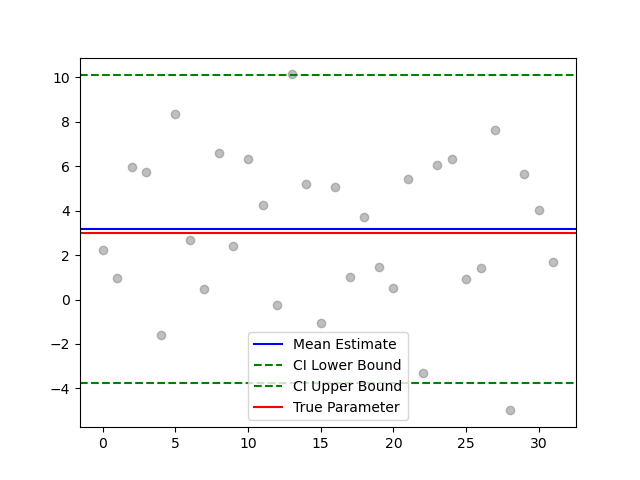 10
8
6
4
2
0
−2
−4
Mean Estimate
CI Lower Bound
CI Upper Bound
True Parameter
0 5 10 15 20 25 30